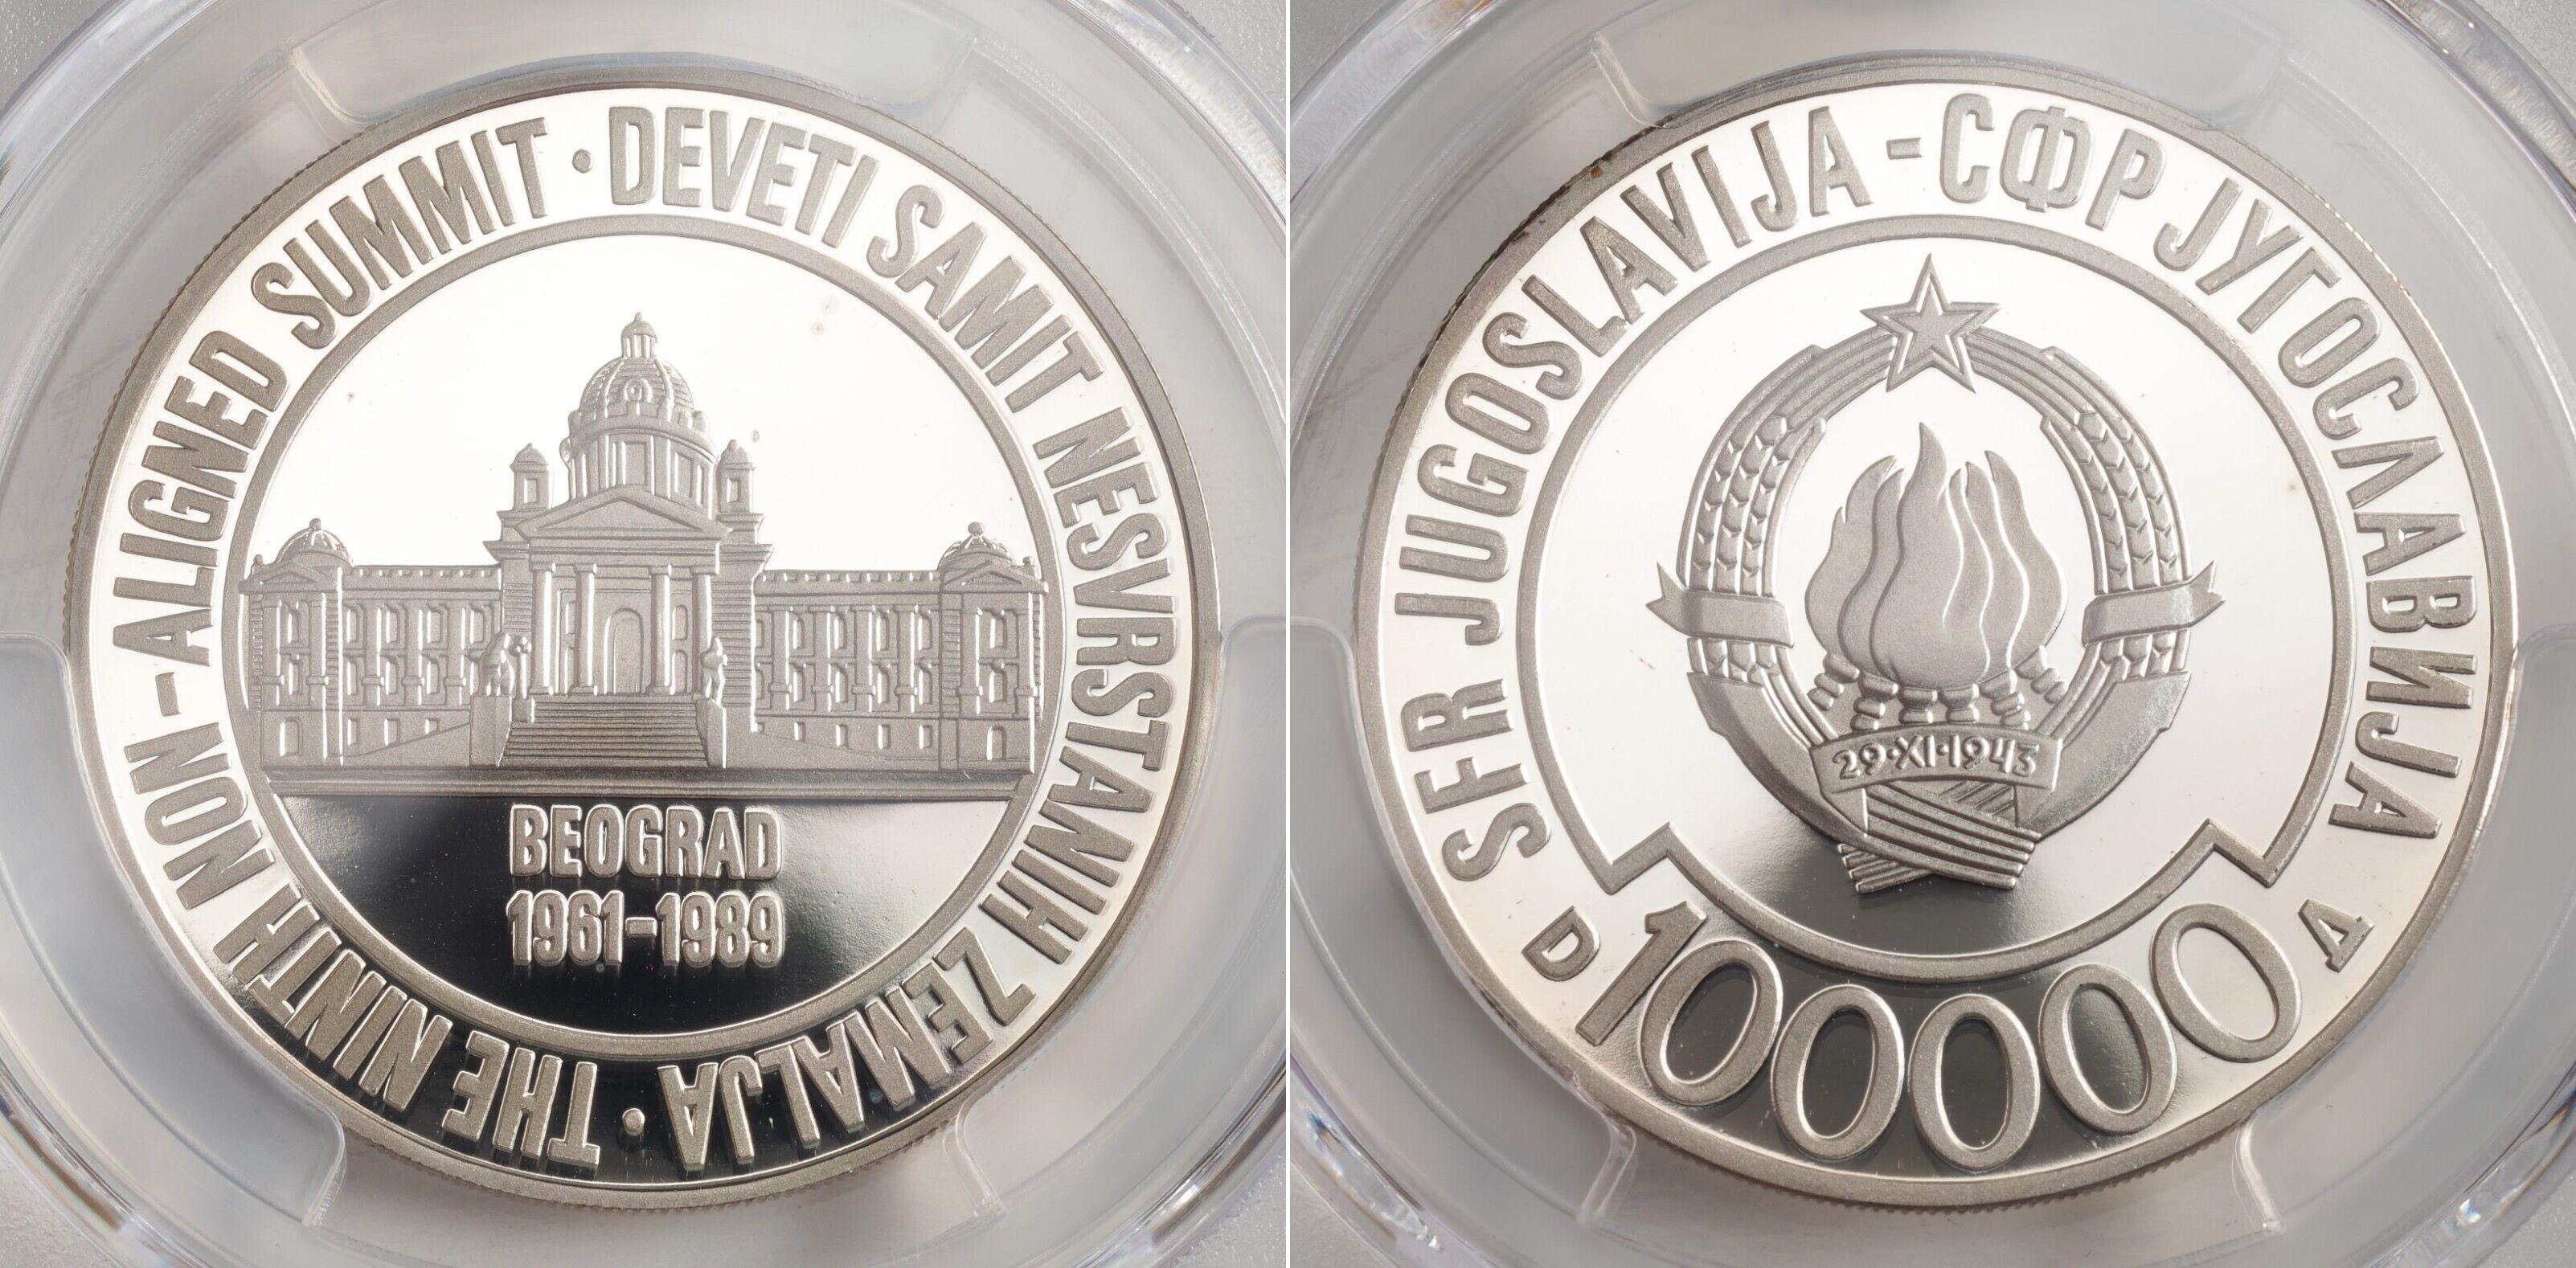 THE NINTH NON-ALIGNED SUMMIT · DEVETI SAMIT NESVRSTANIH ZEMALJA ·
BEOGRAD
1961-1989
SFR JUGOSLAVIJA - СФР ЈУГОСЛАВИЈА
29·XI·1943
D 100000 Д